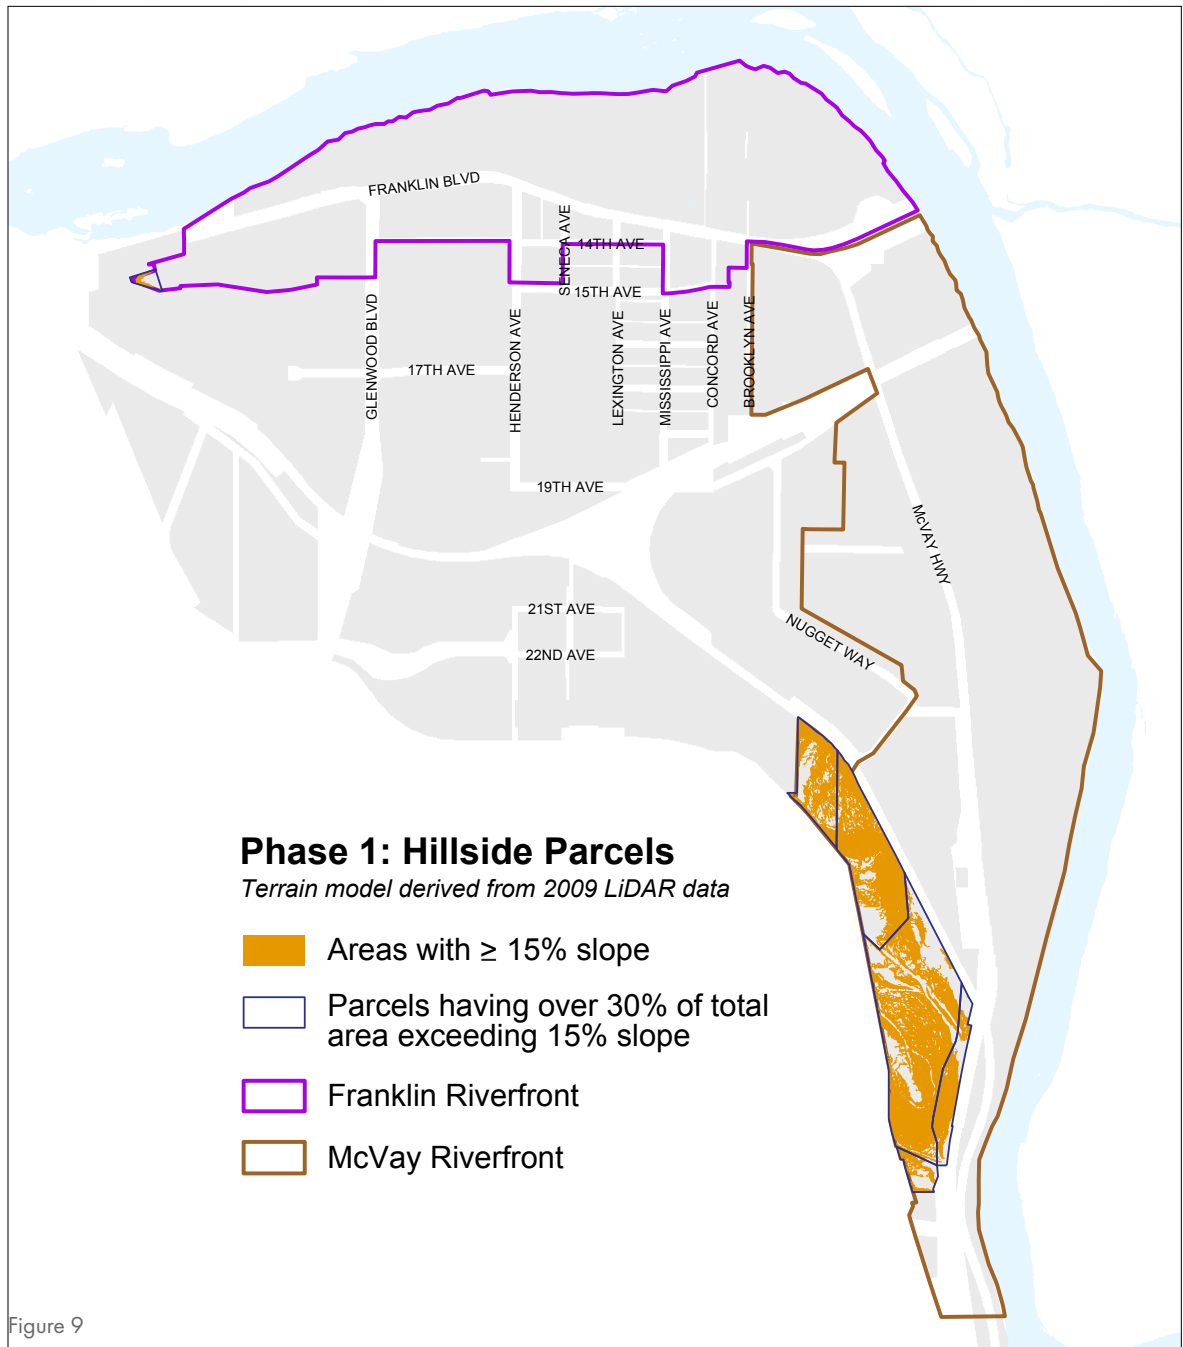 FRANKLIN BLVD
SENECA AVE
14TH AVE
15TH AVE
GLENWOOD BLVD
HENDERSON AVE
LEXINGTON AVE
MISSISSIPPI AVE
CONCORD AVE
BROOKLYN AVE
17TH AVE
19TH AVE
McVAY HWY
21ST AVE
NUGGET WAY
22ND AVE
Phase 1: Hillside Parcels
Terrain model derived from 2009 LiDAR data
Areas with ≥ 15% slope
Parcels having over 30% of total
area exceeding 15% slope
Franklin Riverfront
McVay Riverfront
Figure 9